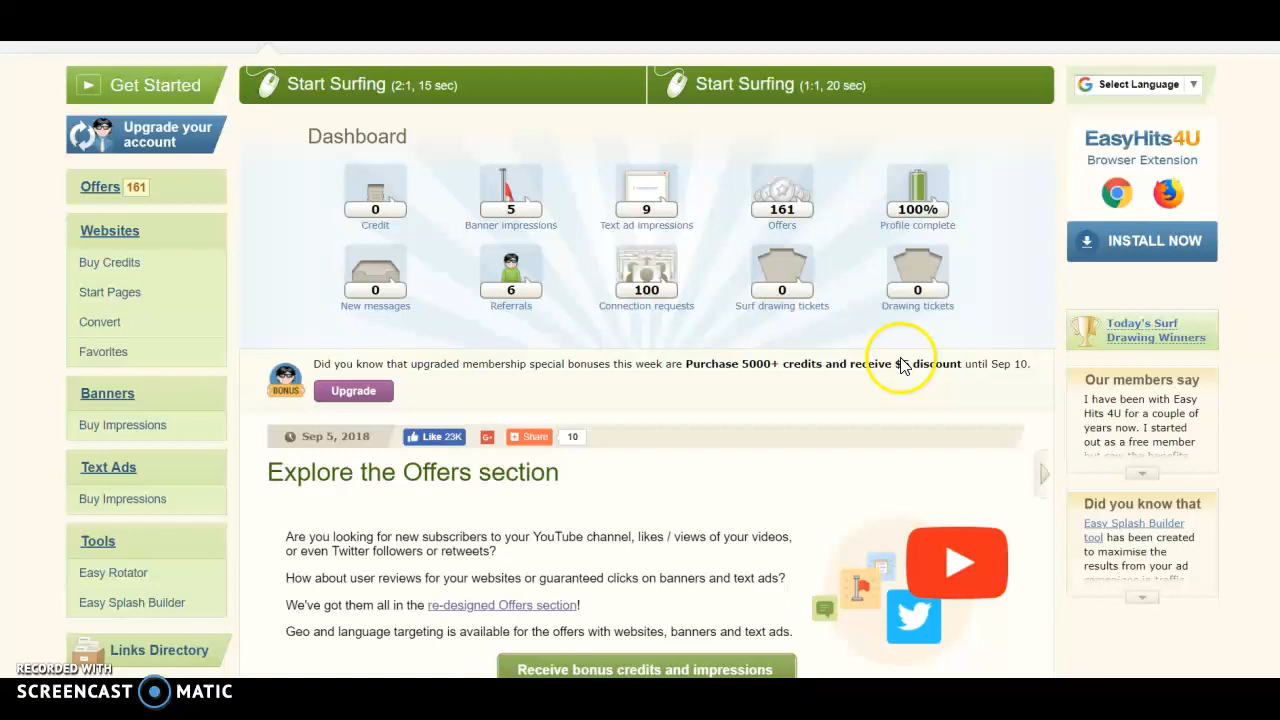 Get Started
Start Surfing (2:1, 15 sec)
Start Surfing (1:1, 20 sec)
Select Language ▼
Upgrade your
account
Offers 161
Websites
Buy Credits
Start Pages
Convert
Favorites
Banners
Buy Impressions
Text Ads
Buy Impressions
Tools
Easy Rotator
Easy Splash Builder
Links Directory
Dashboard
0
Credit
5
Banner impressions
9
Text ad impressions
161
Offers
100%
Profile complete
0
New messages
6
Referrals
100
Connection requests
0
Surf drawing tickets
0
Drawing tickets
Did you know that upgraded membership special bonuses this week are Purchase 5000+ credits and receive discount until Sep 10.
BONUS
Upgrade
Sep 5, 2018
Like 23K
G+
Share
10
Explore the Offers section
Are you looking for new subscribers to your YouTube channel, likes / views of your videos,
or even Twitter followers or retweets?
How about user reviews for your websites or guaranteed clicks on banners and text ads?
We've got them all in the re-designed Offers section!
Geo and language targeting is available for the offers with websites, banners and text ads.
Receive bonus credits and impressions
EasyHits4U
Browser Extension
INSTALL NOW
Today's Surf
Drawing Winners
Our members say
I have been with Easy
Hits 4U for a couple of
years now. I started
out as a free member
but saw the benefits
Did you know that
Easy Splash Builder
tool has been created
to maximise the
results from your ad
campaigns in traffic
RECORDED WITH
SCREENCAST MATIC